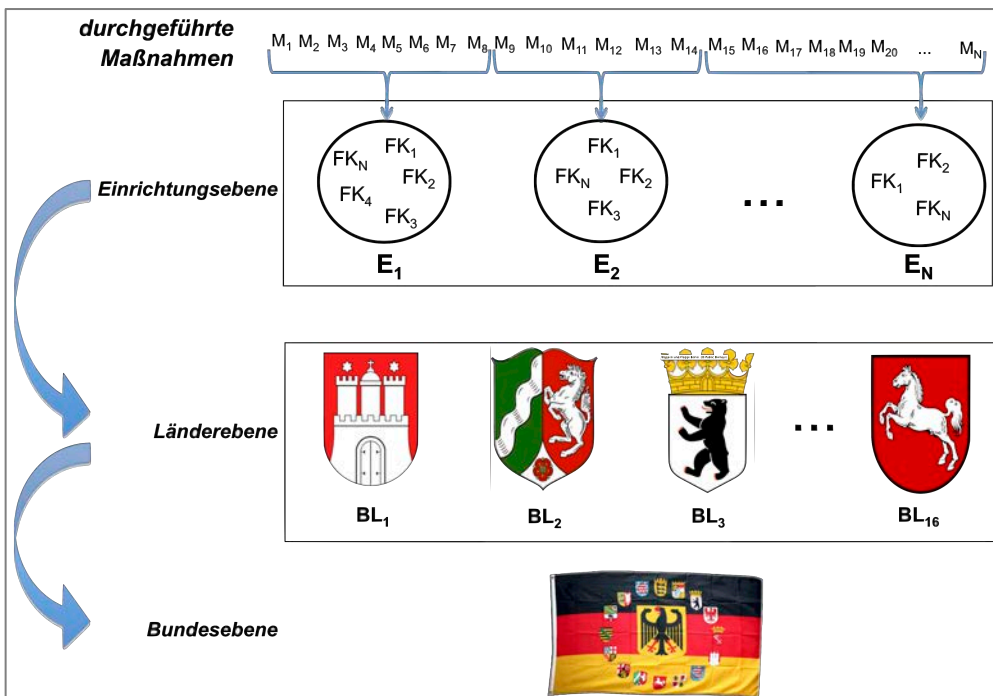 durchgeführte
Maßnahmen
M1 M2 M3 M4 M5 M6 M7 M8 M9 M10 M11 M12 M13 M14 M15 M16 M17 M18 M19 M20 ... MN
Einrichtungsebene
FK1
FKN
FK2
FK4
FK3
E1
FK1
FKN FK2
FK3
E2
...
FK2
FK1
FKN
EN
Länderebene
...
BL1 BL2 BL3 BL16
Bundesebene